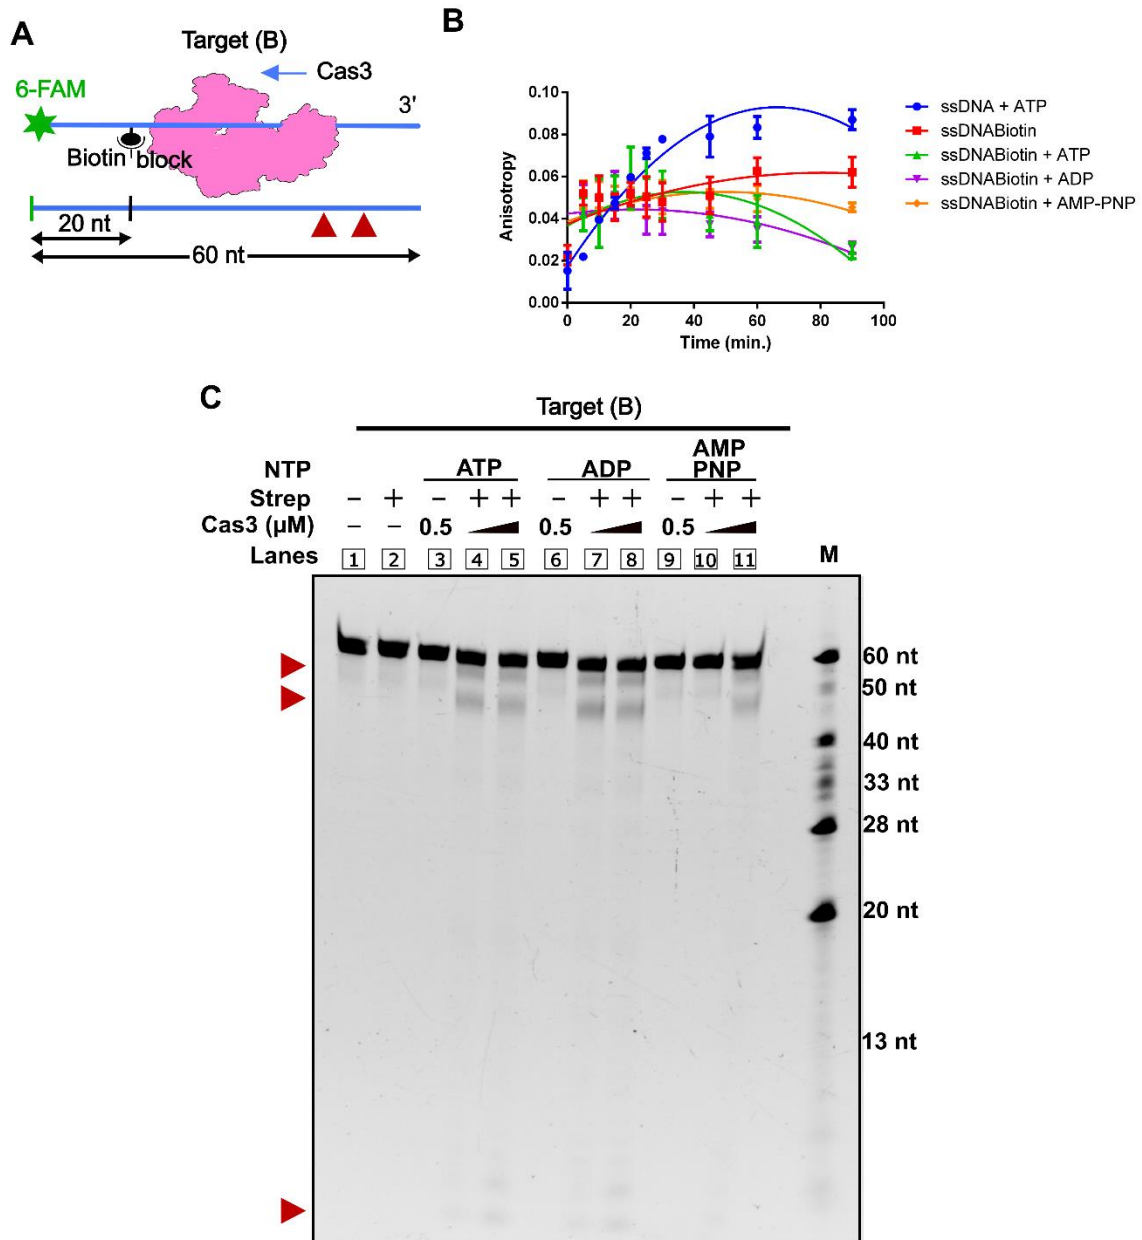 A
Target (B)
Cas3
6-FAM
3'
Biotin block
20 nt
60 nt
B
0.10
0.08
0.06
0.04
0.02
0.00
Anisotropy
0 20 40 60 80 100
Time (min.)
ssDNA + ATP
ssDNABiotin
ssDNABiotin + ATP
ssDNABiotin + ADP
ssDNABiotin + AMP-PNP
C
Target (B)
NTP ATP ADP AMP PNP
Strep - + - + + - + + - + +
Cas3 (µM) - - 0.5 0.5 0.5
Lanes 1 2 3 4 5 6 7 8 9 10 11 M
60 nt
50 nt
40 nt
33 nt
28 nt
20 nt
13 nt